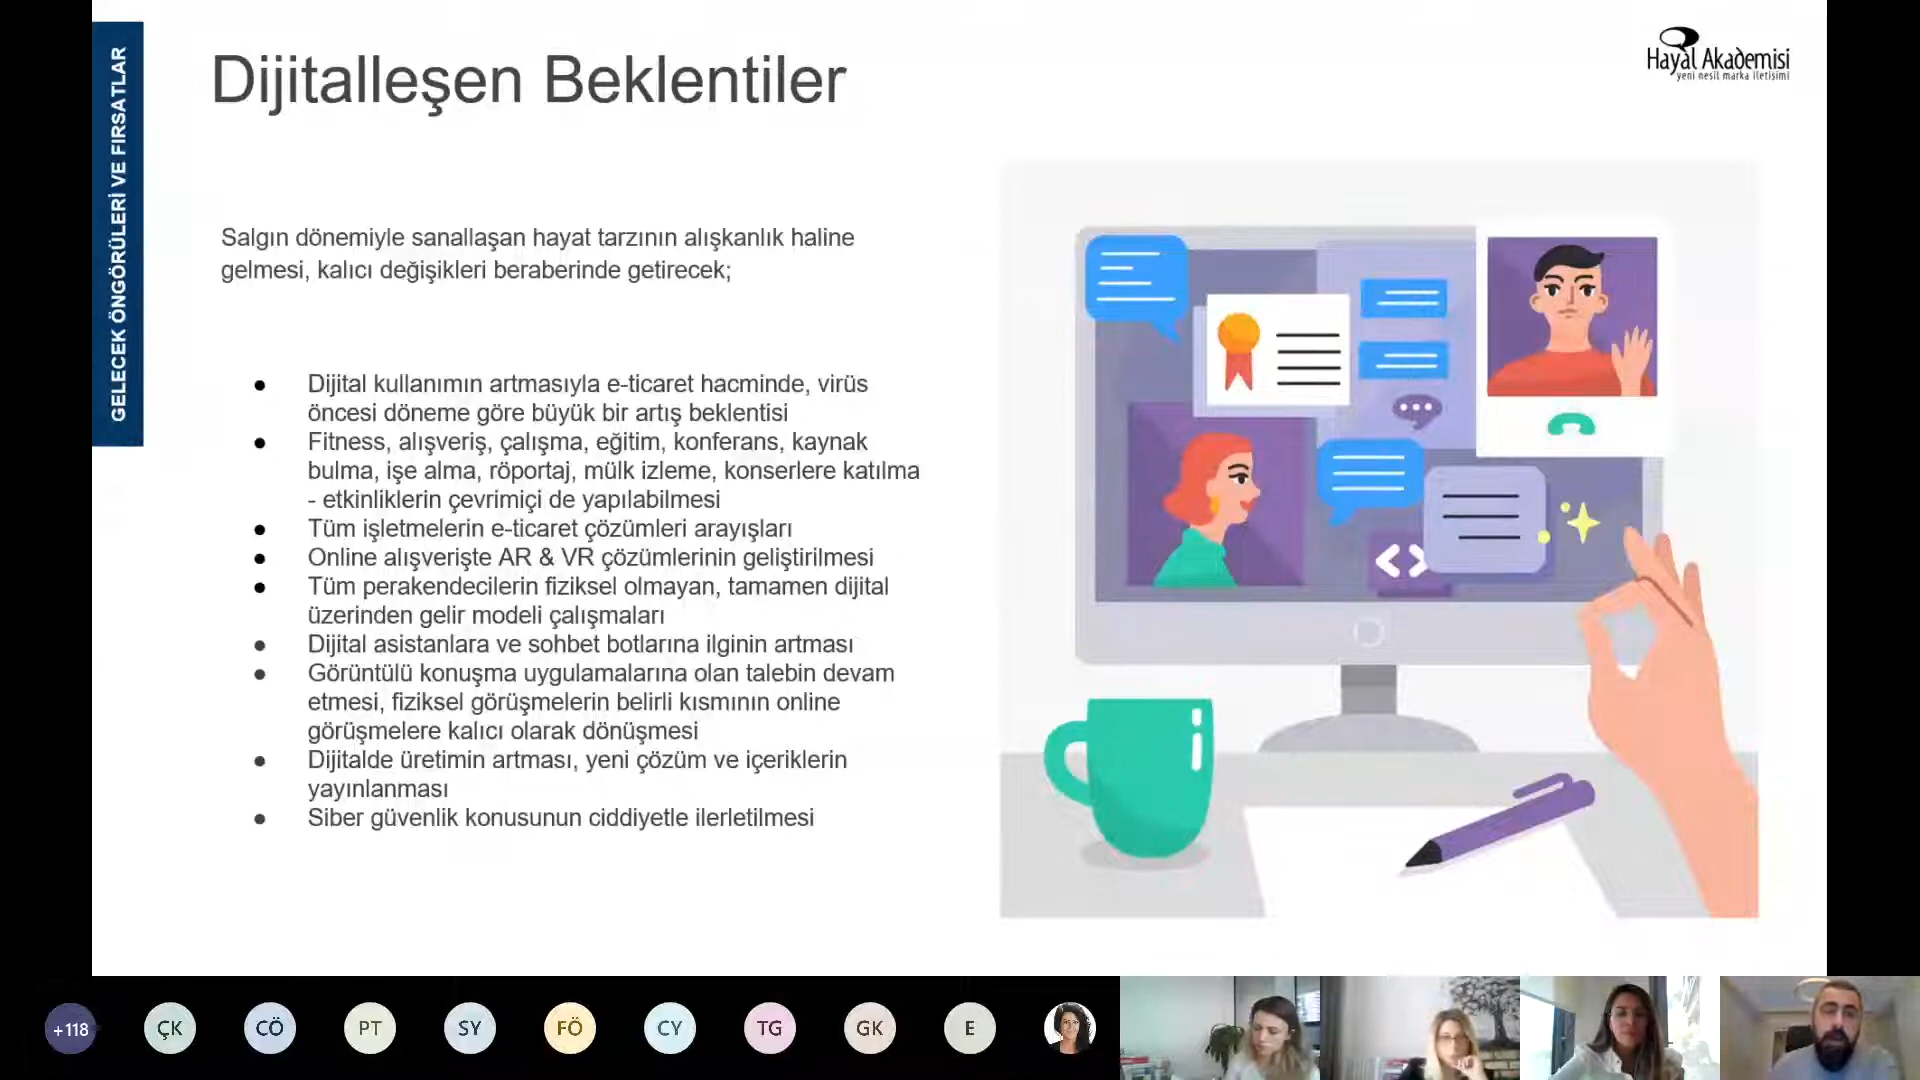 GELECEK ÖNGÖRÜLERİ VE FIRSATLAR
Dijitalleşen Beklentiler
Hayal Akademisi
yeni nesil marka iletişimi
Salgın dönemiyle sanallaşan hayat tarzının alışkanlık haline
gelmesi, kalıcı değişikleri beraberinde getirecek;
● Dijital kullanımın artmasıyla e-ticaret hacminde, virüs
öncesi döneme göre büyük bir artış beklentisi
● Fitness, alışveriş, çalışma, eğitim, konferans, kaynak
bulma, işe alma, röportaj, mülk izleme, konserlere katılma
- etkinliklerin çevrimiçi de yapılabilmesi
● Tüm işletmelerin e-ticaret çözümleri arayışları
● Online alışverişte AR & VR çözümlerinin geliştirilmesi
● Tüm perakendecilerin fiziksel olmayan, tamamen dijital
üzerinden gelir modeli çalışmaları
● Dijital asistanlara ve sohbet botlarına ilginin artması
● Görüntülü konuşma uygulamalarına olan talebin devam
etmesi, fiziksel görüşmelerin belirli kısmının online
görüşmelere kalıcı olarak dönüşmesi
● Dijitalde üretimin artması, yeni çözüm ve içeriklerin
yayınlanması
● Siber güvenlik konusunun ciddiyetle ilerletilmesi
+118 ÇK CÖ PT SY FÖ CY TG GK E